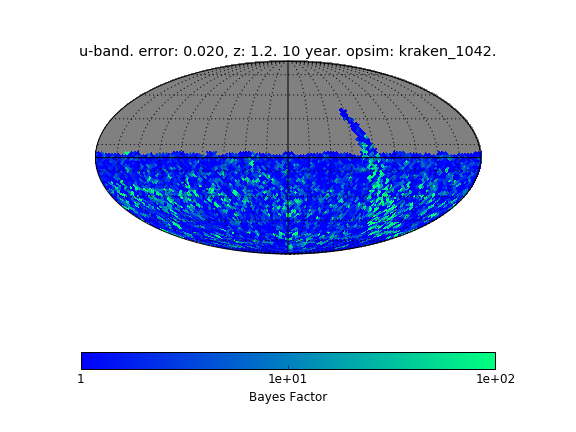 u-band. error: 0.020, z: 1.2. 10 year. opsim: kraken_1042.
1 1e+01 1e+02
Bayes Factor